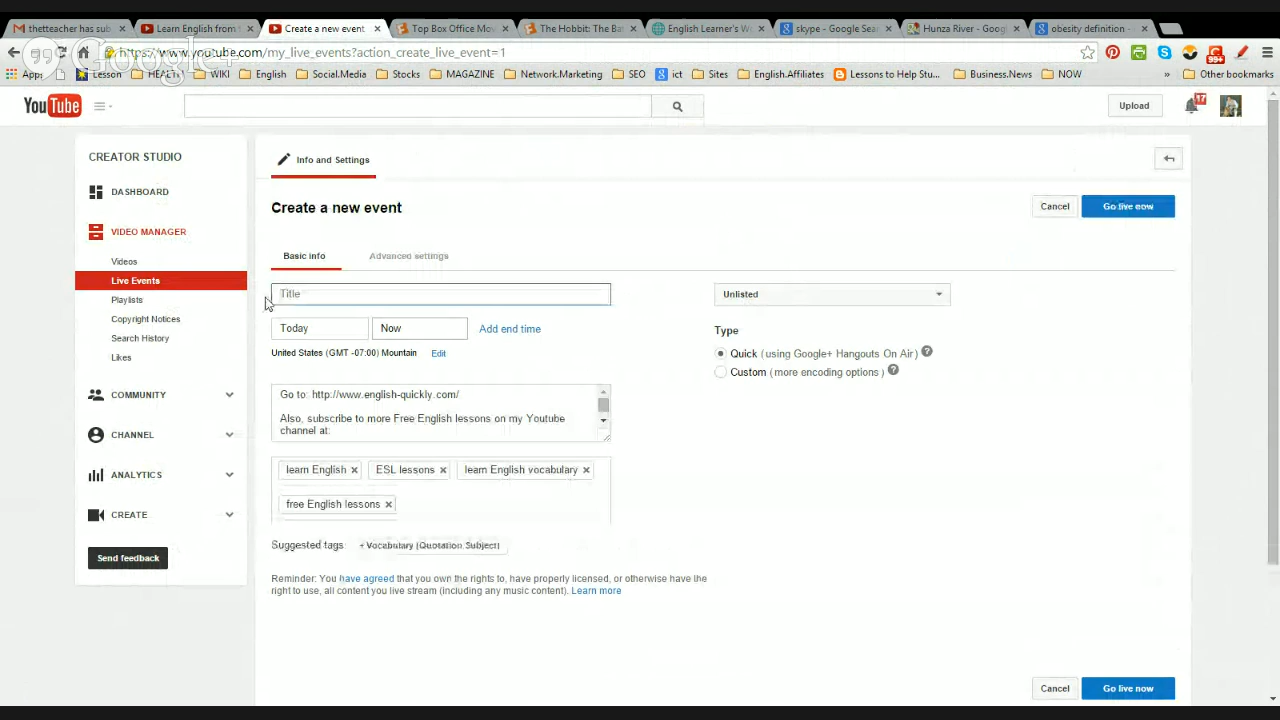 thetteacher has sub
Learn English from
Create a new event
Top Box Office Mov
The Hobbit: The Ba
English Learner's W
skype - Google Sear
Hunza River - Googl
obesity definition -
Google+
https://www.youtube.com/my_live_events?action_create_live_event=1
99+
Apps
Lesson
HEALTH
WIKI
English
Social.Media
Stocks
MAGAZINE
Network.Marketing
SEO
ict
Sites
English.Affiliates
Lessons to Help Stu...
Business.News
NOW
»
Other bookmarks
YouTube
Upload
17
CREATOR STUDIO
Info and Settings
DASHBOARD
Create a new event
Cancel
Go live now
VIDEO MANAGER
Basic info
Advanced settings
Videos
Live Events
Title
Unlisted
Playlists
Copyright Notices
Today
Now
Add end time
Type
Search History
United States (GMT -07:00) Mountain
Edit
Quick (using Google+ Hangouts On Air) ?
Likes
Custom (more encoding options) ?
COMMUNITY
Go to: http://www.english-quickly.com/
Also, subscribe to more Free English lessons on my Youtube
channel at:
CHANNEL
ANALYTICS
learn English ×
ESL lessons ×
learn English vocabulary ×
free English lessons ×
CREATE
Suggested tags:
+ Vocabulary (Quotation Subject)
Send feedback
Reminder: You have agreed that you own the rights to, have properly licensed, or otherwise have the
right to use, all content you live stream (including any music content). Learn more
Cancel
Go live now